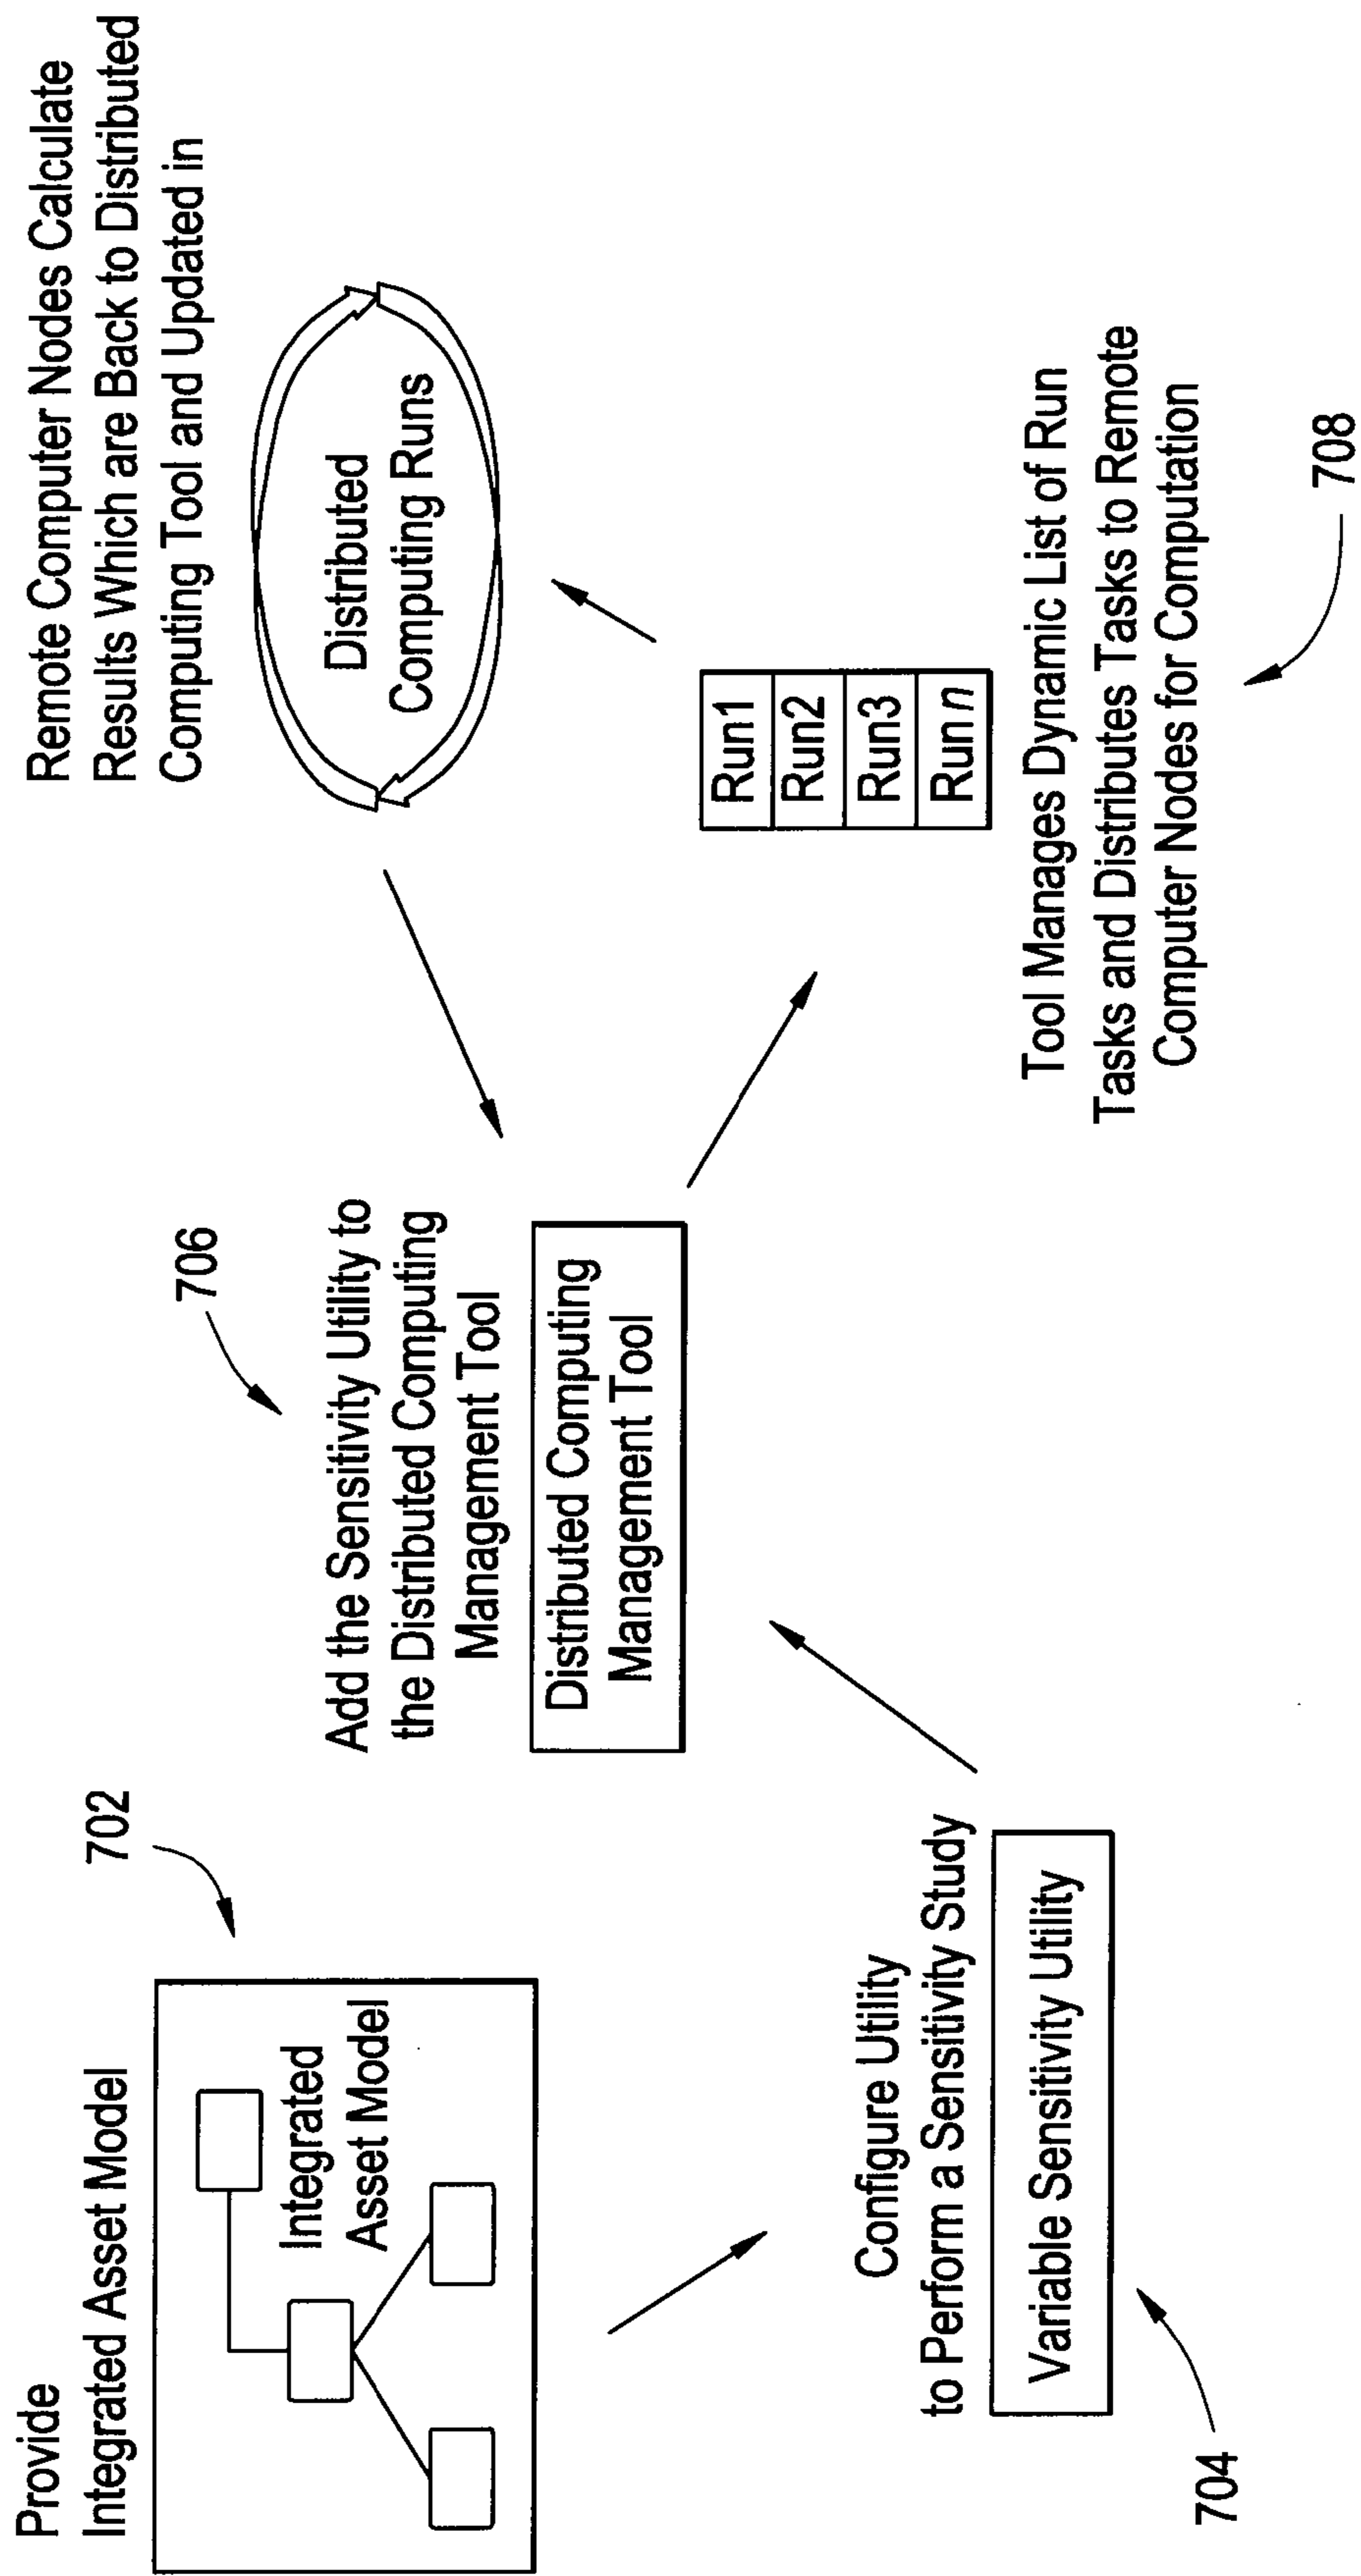 Provide
Integrated Asset Model
702
Integrated
Asset Model
Configure Utility
to Perform a Sensitivity Study
Variable Sensitivity Utility
704
706
Add the Sensitivity Utility to
the Distributed Computing
Management Tool
Distributed Computing
Management Tool
Run1
Run2
Run3
Run n
Tool Manages Dynamic List of Run
Tasks and Distributes Tasks to Remote
Computer Nodes for Computation
708
Remote Computer Nodes Calculate
Results Which are Back to Distributed
Computing Tool and Updated in
Distributed
Computing Runs